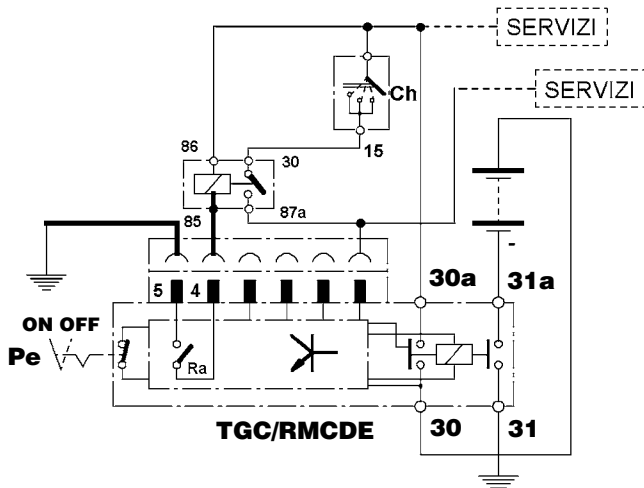 SERVIZI
SERVIZI
Ch
86
30
15
85
87a
-
30a
31a
5
4
ON OFF
Pe
Ra
TGC/RMCDE
30
31